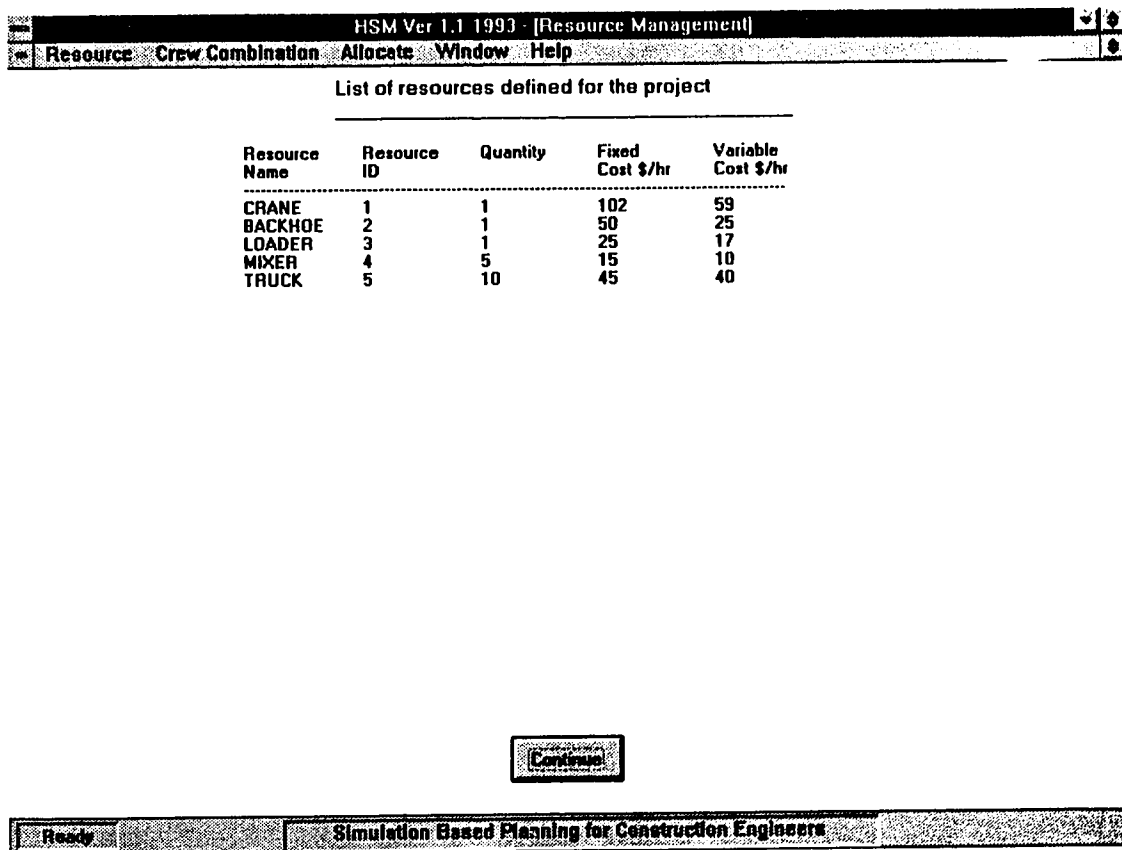 HSM Ver 1.1 1993 - [Resource Management]
Resource Crew Combination Allocate Window Help
List of resources defined for the project
Resource Name Resource ID Quantity Fixed Cost $/hr Variable Cost $/hr
CRANE 1 1 102 59
BACKHOE 2 1 50 25
LOADER 3 1 25 17
MIXER 4 5 15 10
TRUCK 5 10 45 40
Continue
Ready Simulation Based Planning for Construction Engineers